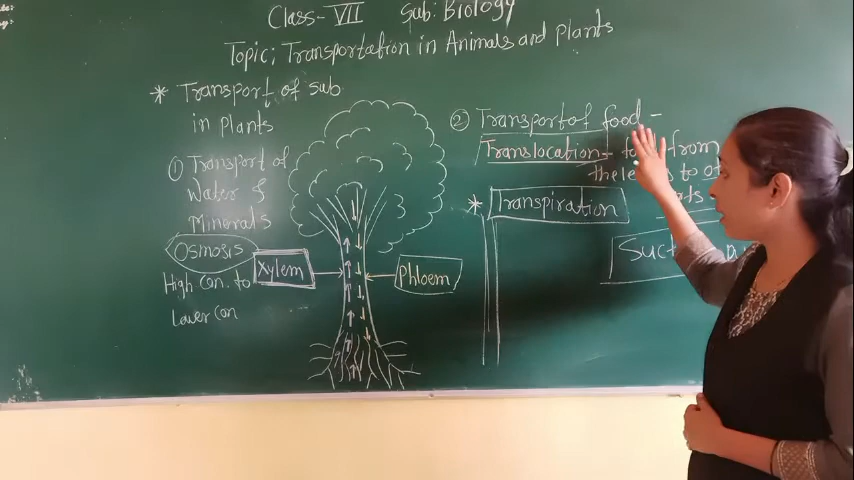 Class-VII Sub: Biology
Topic; Transportation in Animals and Plants
* Transport of sub
in plants
① Transport of
Water &
Minerals
Osmosis
High Con. to
Lower Con
Xylem
Phloem
② Transport of food -
Translocation - from
the to
* Transpiration